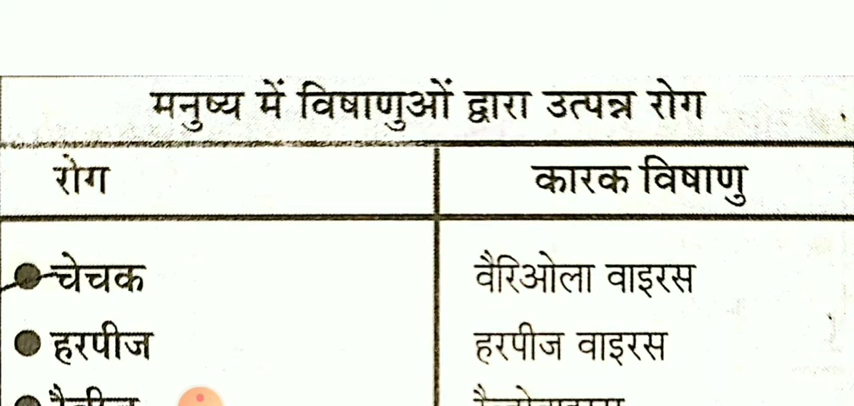 मनुष्य में विषाणुओं द्वारा उत्पन्न रोग
रोग कारक विषाणु
चेचक वैरिओला वाइरस
हरपीज हरपीज वाइरस